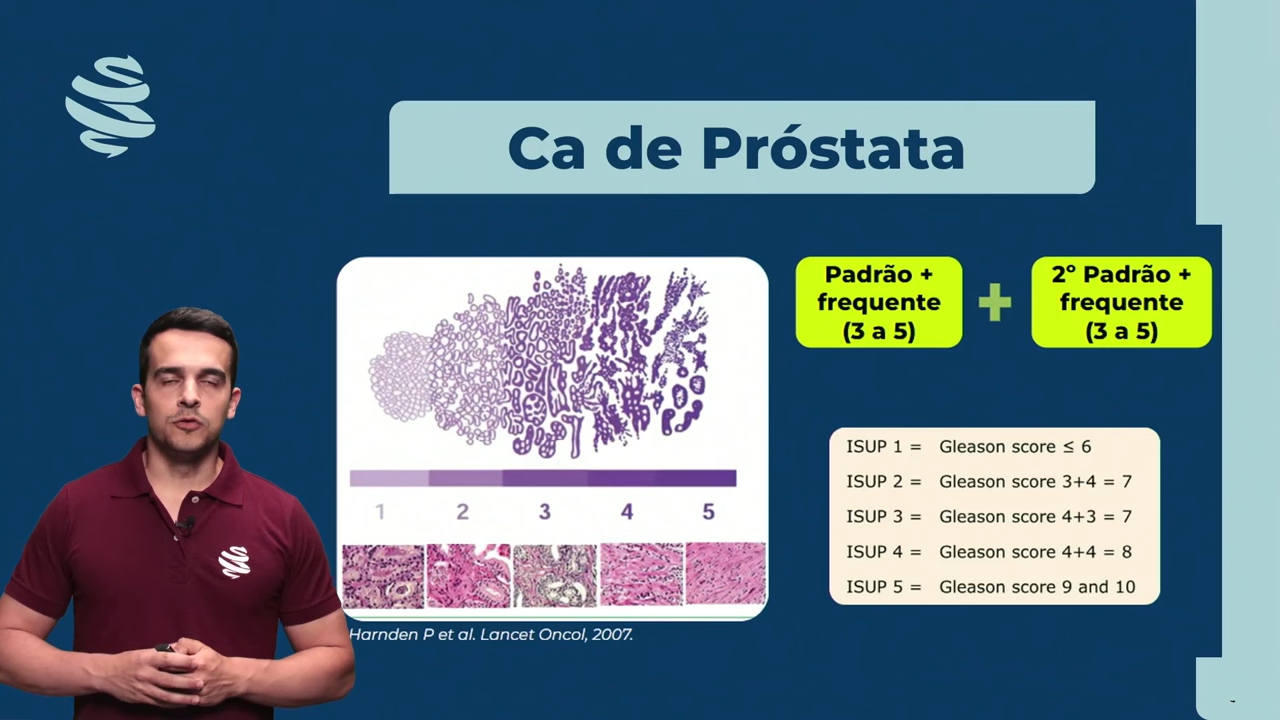 Ca de Próstata
Padrão +
frequente
(3 a 5)
+
2º Padrão +
frequente
(3 a 5)
1 2 3 4 5
ISUP 1 = Gleason score ≤ 6
ISUP 2 = Gleason score 3+4 = 7
ISUP 3 = Gleason score 4+3 = 7
ISUP 4 = Gleason score 4+4 = 8
ISUP 5 = Gleason score 9 and 10
Harnden P et al. Lancet Oncol, 2007.